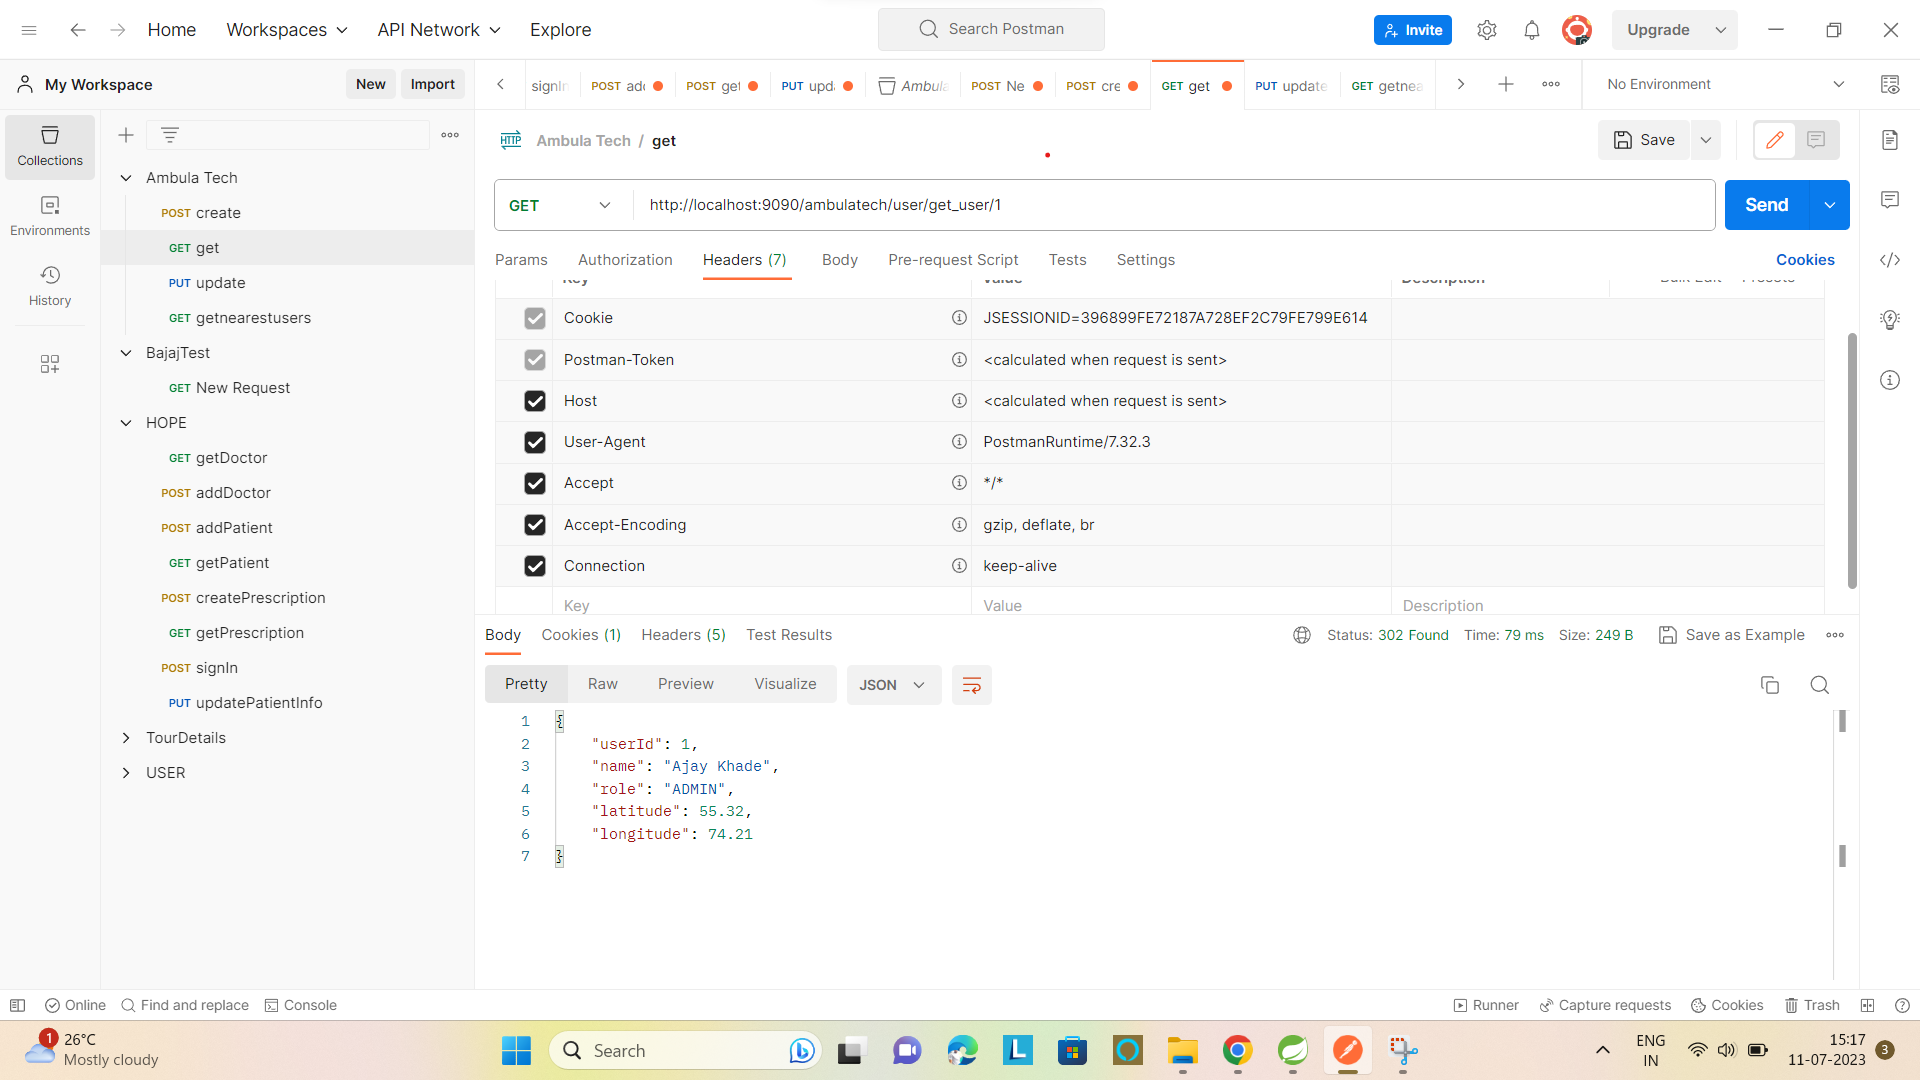 Home Workspaces API Network Explore Search Postman Invite Upgrade
My Workspace New Import signIn POST add POST get PUT upda Ambula POST Ne POST cre GET get PUT update GET getnea No Environment
Collections
Environments
History
Ambula Tech
POST create
GET get
PUT update
GET getnearestusers
BajajTest
GET New Request
HOPE
GET getDoctor
POST addDoctor
POST addPatient
GET getPatient
POST createPrescription
GET getPrescription
POST signIn
PUT updatePatientInfo
TourDetails
USER
HTTP Ambula Tech / get Save
GET http://localhost:9090/ambulatech/user/get_user/1 Send
Params Authorization Headers (7) Body Pre-request Script Tests Settings Cookies
Key Value Description Bulk Edit Presets
Cookie JSESSIONID=396899FE72187A728EF2C79FE799E614
Postman-Token <calculated when request is sent>
Host <calculated when request is sent>
User-Agent PostmanRuntime/7.32.3
Accept */*
Accept-Encoding gzip, deflate, br
Connection keep-alive
Key Value Description
Body Cookies (1) Headers (5) Test Results Status: 302 Found Time: 79 ms Size: 249 B Save as Example
Pretty Raw Preview Visualize JSON
1 {
2 "userId": 1,
3 "name": "Ajay Khade",
4 "role": "ADMIN",
5 "latitude": 55.32,
6 "longitude": 74.21
7 }
Online Find and replace Console Runner Capture requests Cookies Trash
1 26°C
Mostly cloudy
Search
L
ENG
IN
15:17
11-07-2023 3